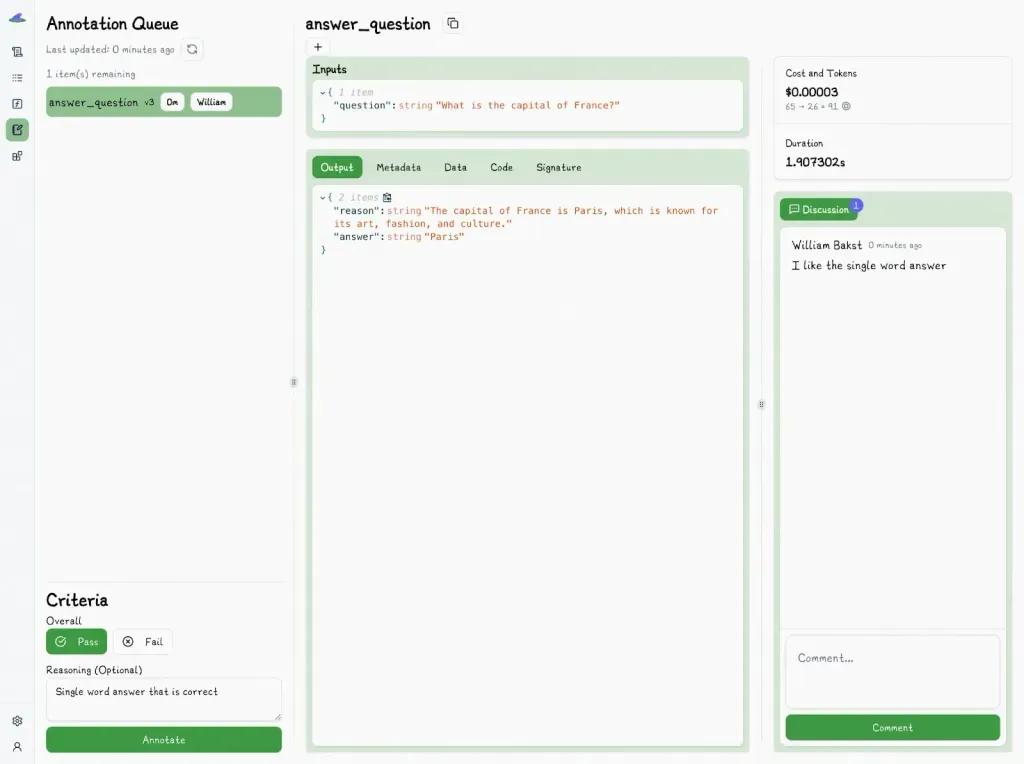 Annotation Queue
Last updated: 0 minutes ago
1 item(s) remaining
answer_question v3 0m William
Criteria
Overall
Pass Fail
Reasoning (Optional)
Single word answer that is correct
Annotate
answer_question
+
Inputs
{ 1 item
"question": string "What is the capital of France?"
}
Output Metadata Data Code Signature
{ 2 items
"reason": string "The capital of France is Paris, which is known for
its art, fashion, and culture."
"answer": string "Paris"
}
Cost and Tokens
$0.00003
65 → 26 = 91
Duration
1.907302s
Discussion 1
William Bakst 0 minutes ago
I like the single word answer
Comment...
Comment